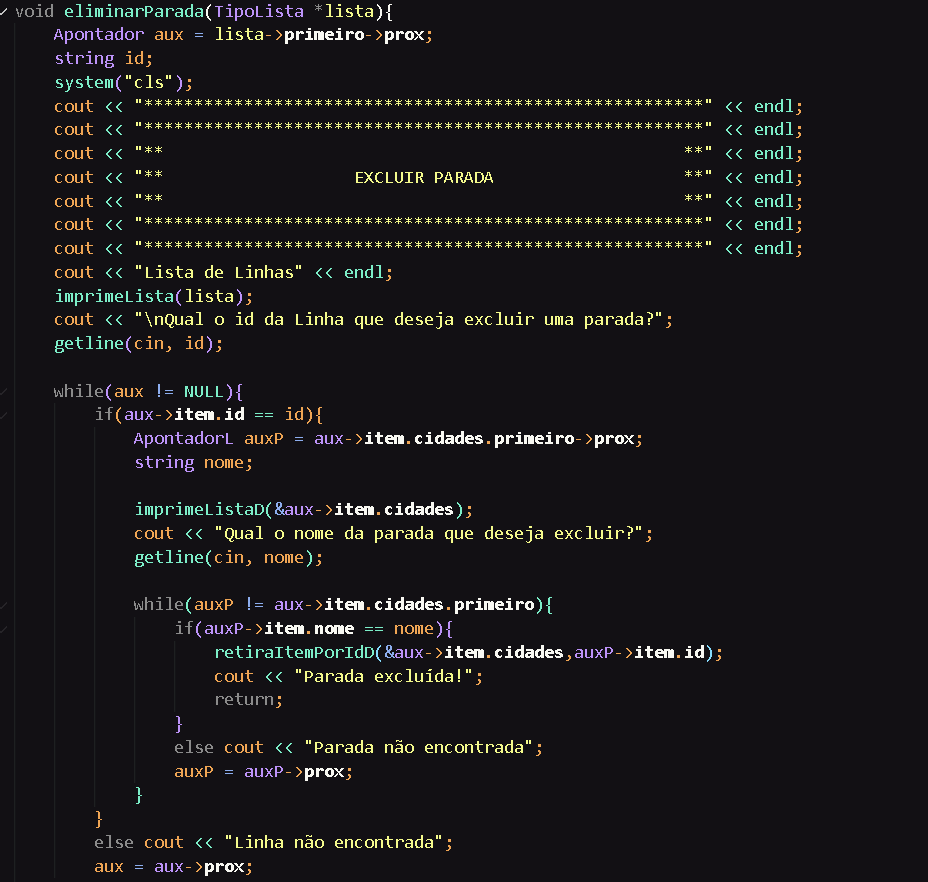 void eliminarParada(TipoLista *lista){
    Apontador aux = lista->primeiro->prox;
    string id;
    system("cls");
    cout << "********************************************************" << endl;
    cout << "********************************************************" << endl;
    cout << "**                                                    **" << endl;
    cout << "**                   EXCLUIR PARADA                   **" << endl;
    cout << "**                                                    **" << endl;
    cout << "********************************************************" << endl;
    cout << "********************************************************" << endl;
    cout << "Lista de Linhas" << endl;
    imprimeLista(lista);
    cout << "\nQual o id da Linha que deseja excluir uma parada?";
    getline(cin, id);

    while(aux != NULL){
        if(aux->item.id == id){
            ApontadorL auxP = aux->item.cidades.primeiro->prox;
            string nome;

            imprimeListaD(&aux->item.cidades);
            cout << "Qual o nome da parada que deseja excluir?";
            getline(cin, nome);

            while(auxP != aux->item.cidades.primeiro){
                if(auxP->item.nome == nome){
                    retiraItemPorIdD(&aux->item.cidades,auxP->item.id);
                    cout << "Parada excluída!";
                    return;
                }
                else cout << "Parada não encontrada";
                auxP = auxP->prox;
            }
        }
        else cout << "Linha não encontrada";
        aux = aux->prox;